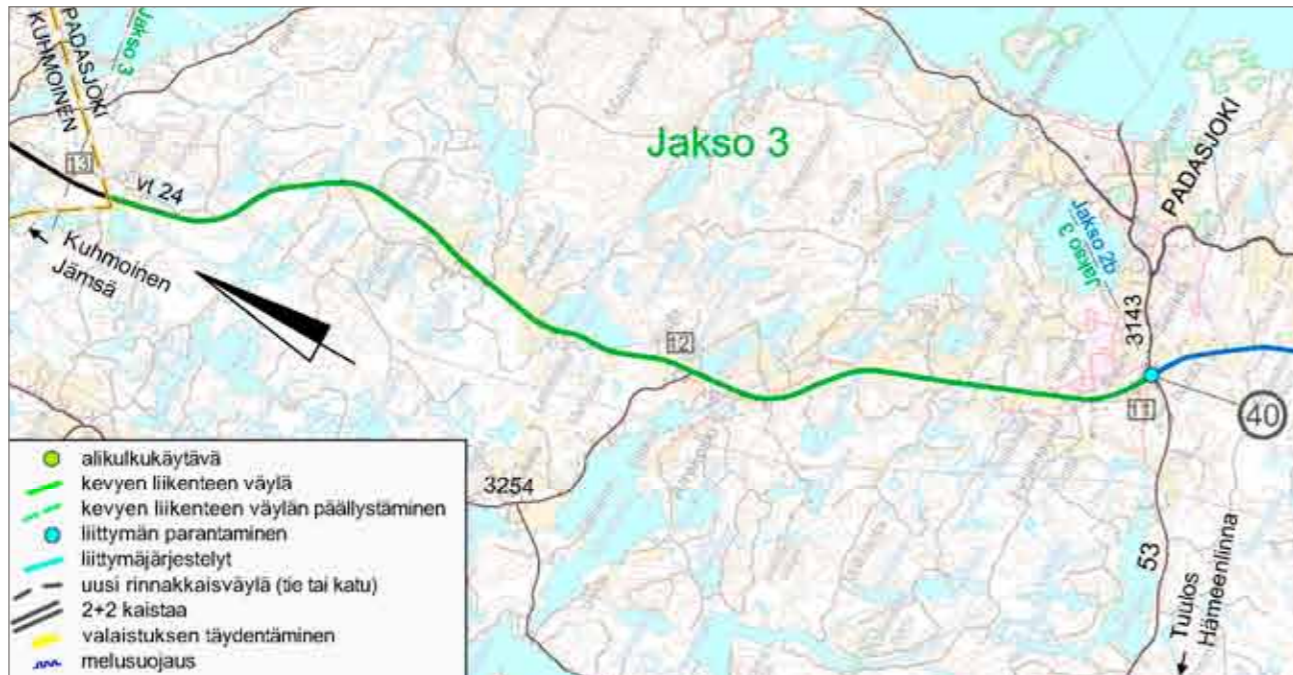 PADASJOKI
KUHMOINEN
Jakso 3
13
vt 24
Kuhmoinen
Jämsä
Jakso 3
12
3254
Jakso 2b
Jakso 3
PADASJOKI
3143
11
40
53
Tuulos
Hämeenlinna
alikulkukäytävä
kevyen liikenteen väylä
kevyen liikenteen väylän päällystäminen
liittymän parantaminen
liittymäjärjestelyt
uusi rinnakkaisväylä (tie tai katu)
2+2 kaistaa
valaistuksen täydentäminen
melusuojaus